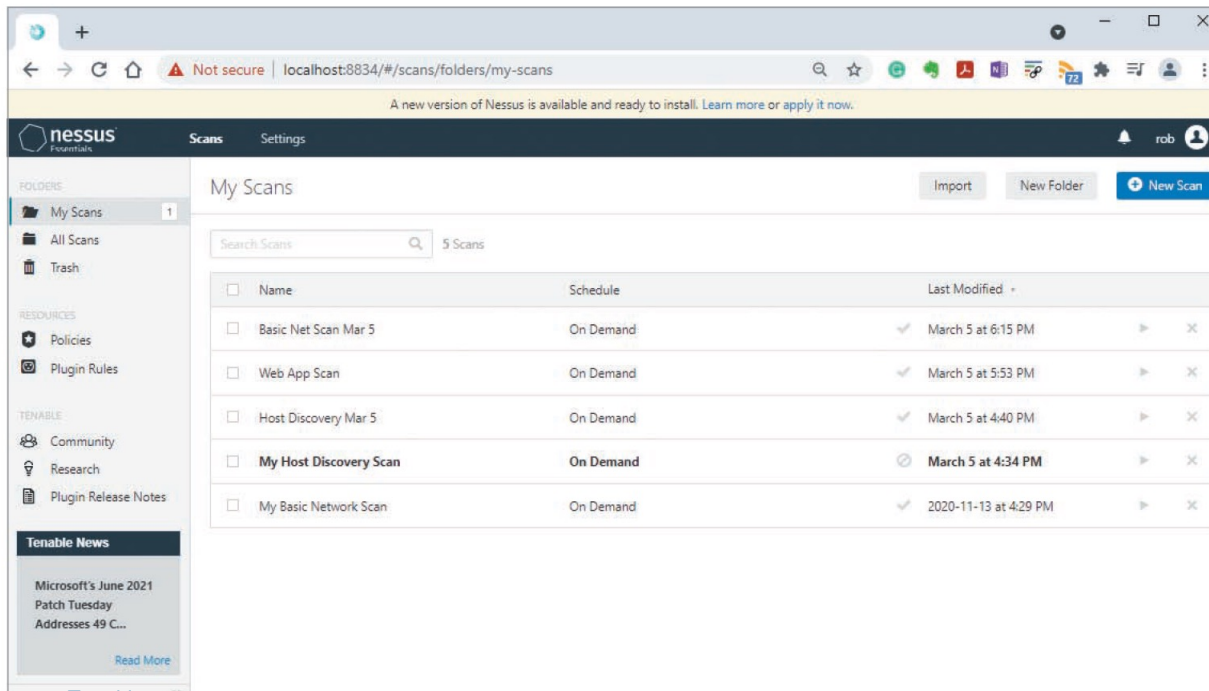 Not secure | localhost:8834/#/scans/folders/my-scans
72
A new version of Nessus is available and ready to install. Learn more or apply it now.
nessus
Essentials
Scans
Settings
rob
FOLDERS
My Scans 1
All Scans
Trash
RESOURCES
Policies
Plugin Rules
TENABLE
Community
Research
Plugin Release Notes
Tenable News
Microsoft's June 2021
Patch Tuesday
Addresses 49 C...
Read More
My Scans
Import
New Folder
New Scan
Search Scans
5 Scans
Name Schedule Last Modified
Basic Net Scan Mar 5 On Demand March 5 at 6:15 PM
Web App Scan On Demand March 5 at 5:53 PM
Host Discovery Mar 5 On Demand March 5 at 4:40 PM
My Host Discovery Scan On Demand March 5 at 4:34 PM
My Basic Network Scan On Demand 2020-11-13 at 4:29 PM